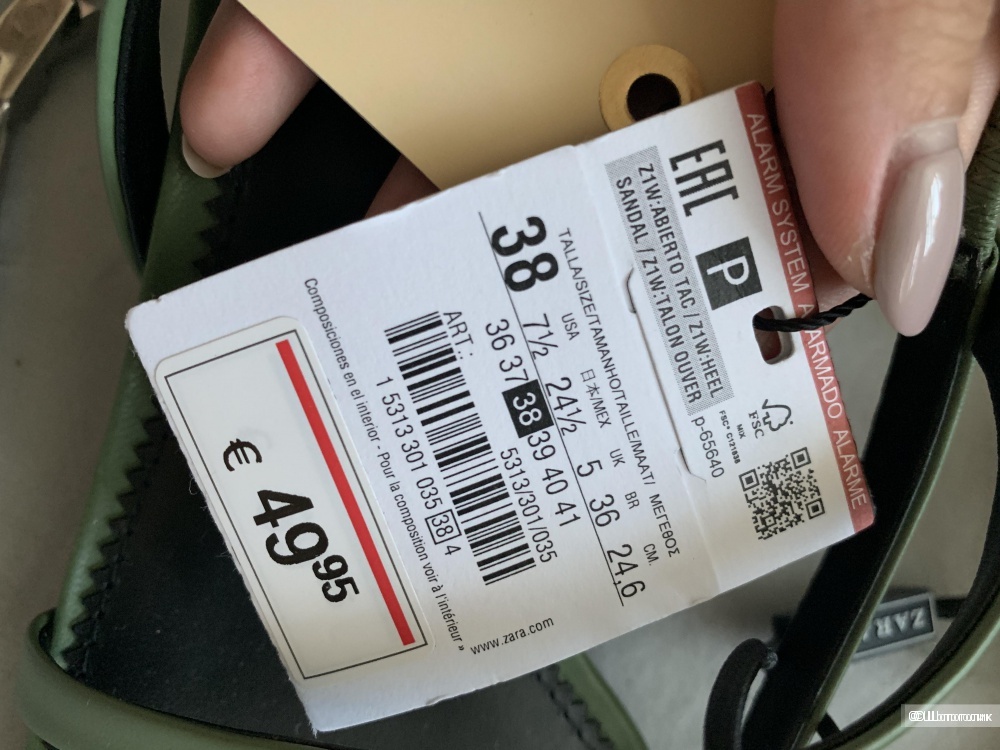 ALARM SYSTEM ALARMADO ALARME
EAC
P
Z1W:ABIERTO TAC / Z1W:HEEL
SANDAL / Z1W:TALON OUVER
FSC
MIX
FSC® C121838
p-65640
TALLA/SIZE/TAMANHO/TAILLE/MAAT/ ΜΕΓΕΘΟΣ
USA 日本/MEX UK BR CM.
38 7½ 24½ 5 36 24,6
36 37 38 39 40 41
ART.: 5313/301/035
1 5313 301 035 38 4
Composiciones en el interior - Pour la composition voir à l'intérieur »
www.zara.com
€ 4995
ZARA